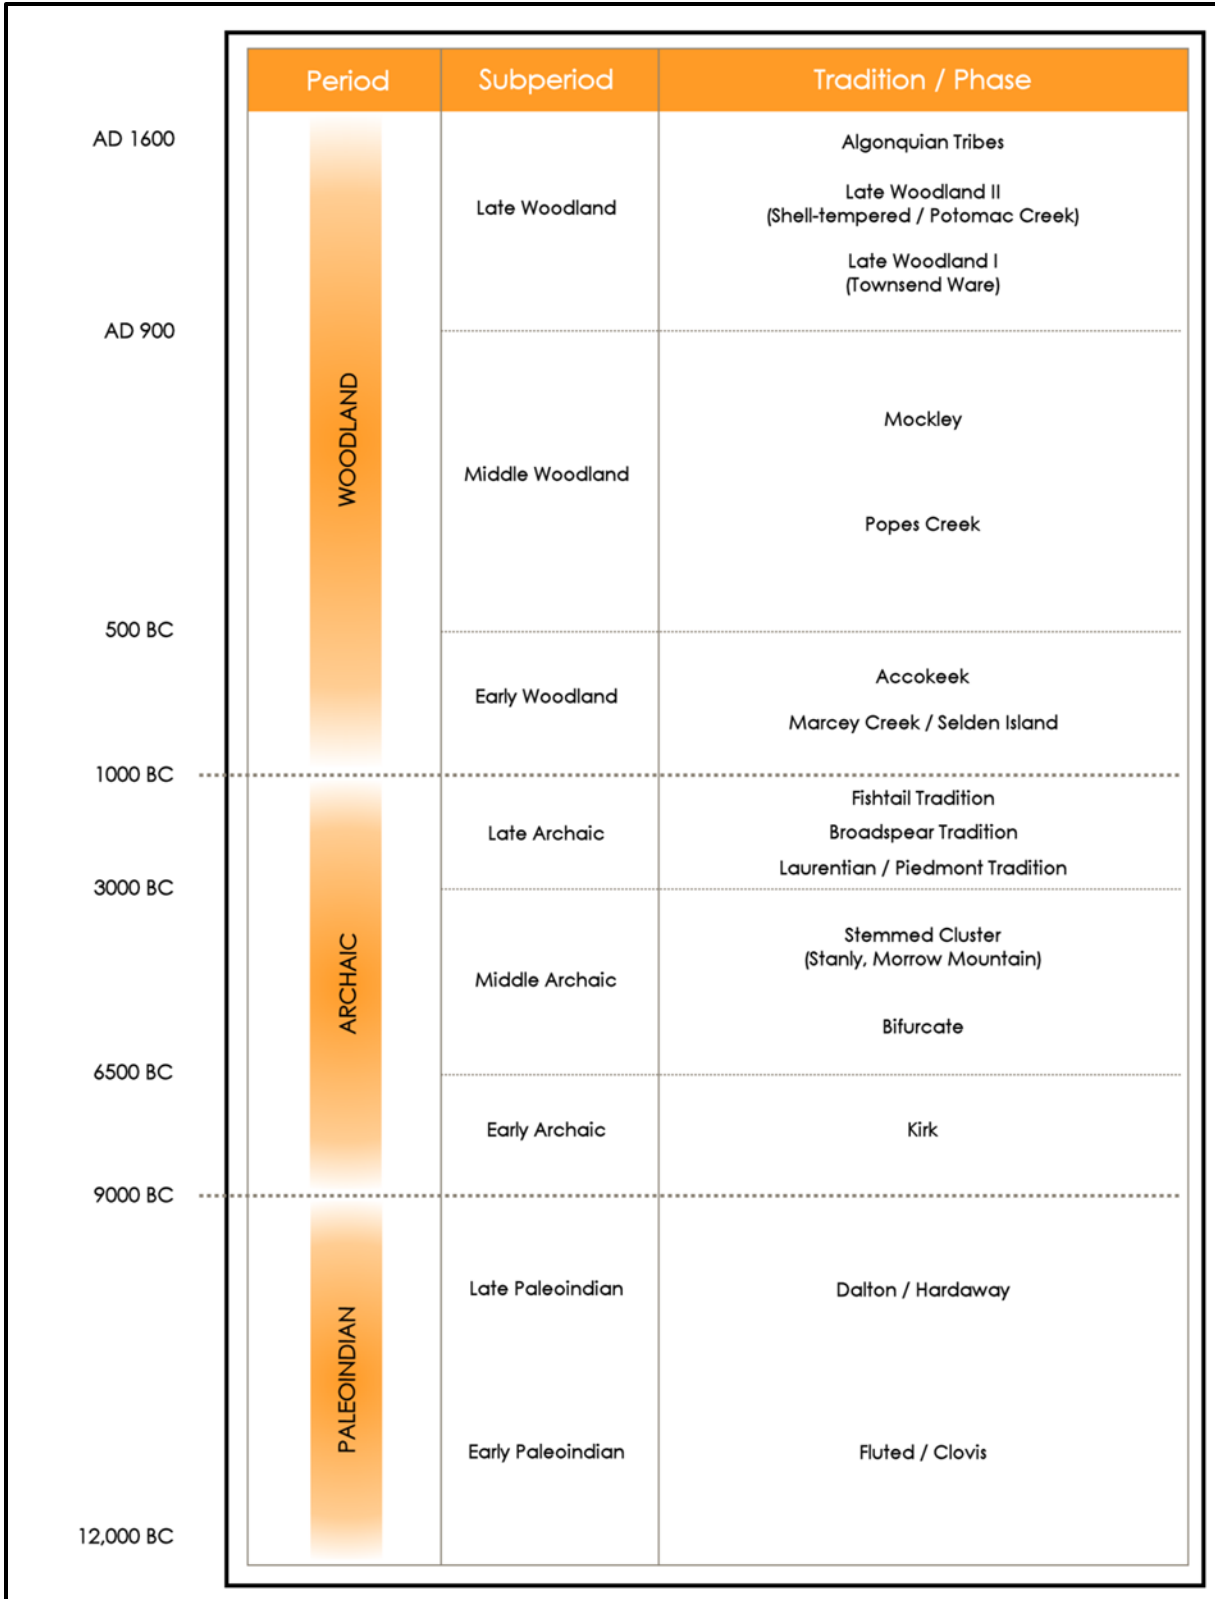 Period Subperiod Tradition / Phase
AD 1600
Algonquian Tribes
Late Woodland
Late Woodland II
(Shell-tempered / Potomac Creek)
Late Woodland I
(Townsend Ware)
AD 900
WOODLAND
Mockley
Middle Woodland
Popes Creek
500 BC
Accokeek
Early Woodland
Marcey Creek / Selden Island
1000 BC
Fishtail Tradition
Late Archaic
Broadspear Tradition
Laurentian / Piedmont Tradition
3000 BC
ARCHAIC
Stemmed Cluster
(Stanly, Morrow Mountain)
Middle Archaic
Bifurcate
6500 BC
Early Archaic
Kirk
9000 BC
Late Paleoindian
Dalton / Hardaway
PALEOINDIAN
Early Paleoindian
Fluted / Clovis
12,000 BC